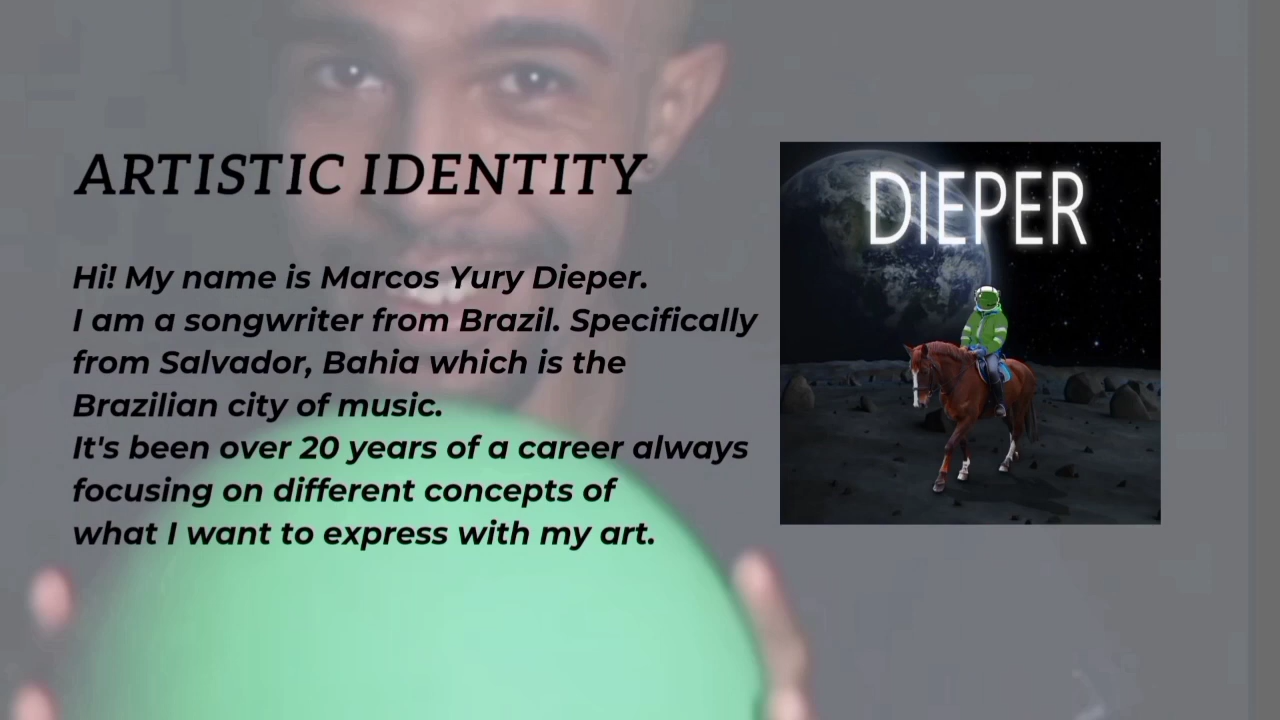 ARTISTIC IDENTITY
Hi! My name is Marcos Yury Dieper.
I am a songwriter from Brazil. Specifically
from Salvador, Bahia which is the
Brazilian city of music.
It's been over 20 years of a career always
focusing on different concepts of
what I want to express with my art.
DIEPER